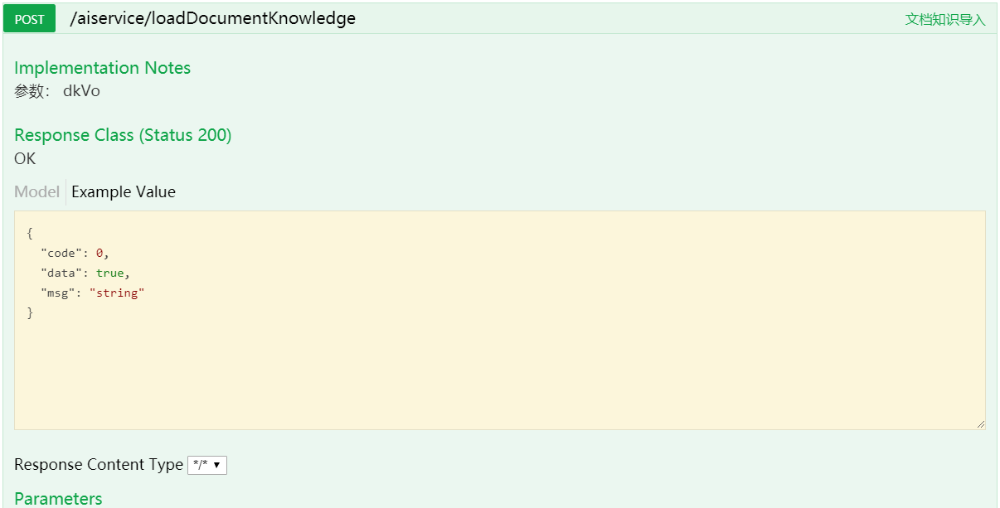 POST /aiservice/loadDocumentKnowledge 文档知识导入
Implementation Notes
参数： dkVo
Response Class (Status 200)
OK
Model Example Value
{
"code": 0,
"data": true,
"msg": "string"
}
Response Content Type */*
Parameters